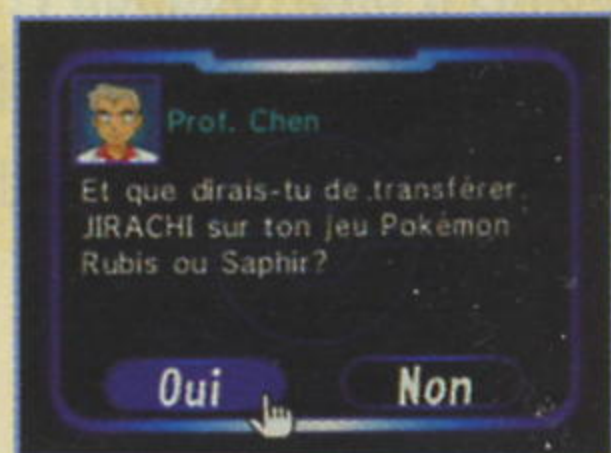 Prof. Chen
Et que dirais-tu de transférer
JIRACHI sur ton jeu Pokémon
Rubis ou Saphir?
Oui
Non